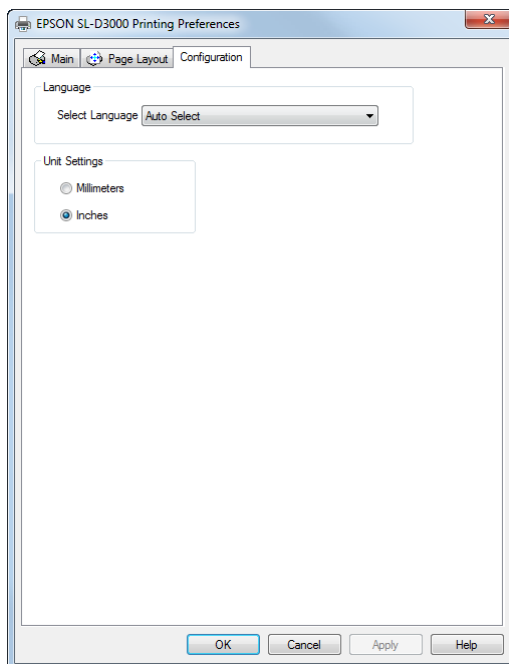 EPSON SL-D3000 Printing Preferences
Main Page Layout Configuration
Language
Select Language Auto Select
Unit Settings
Millimeters
Inches
OK Cancel Apply Help